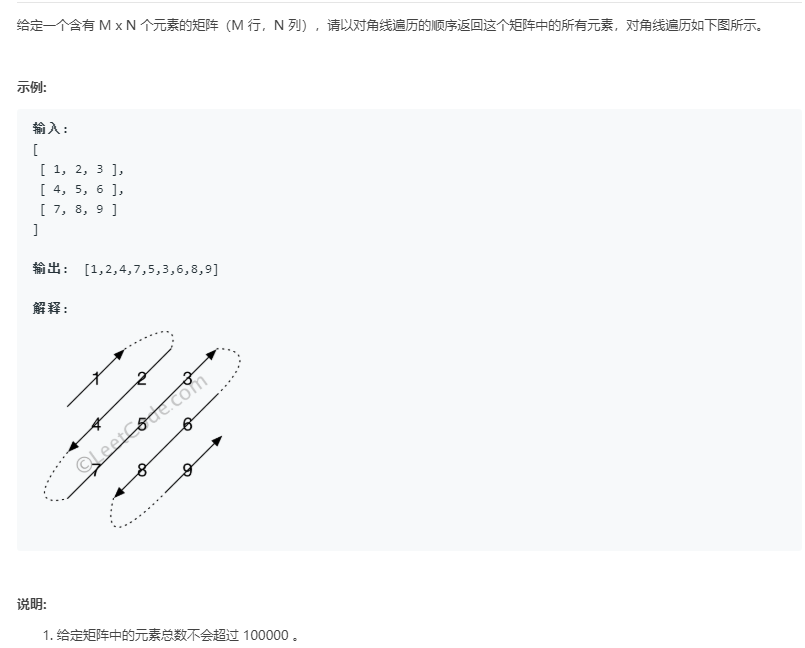 给定一个含有 M x N 个元素的矩阵（M 行，N 列），请以对角线遍历的顺序返回这个矩阵中的所有元素，对角线遍历如下图所示。
示例:
输入:
[
[ 1, 2, 3 ],
[ 4, 5, 6 ],
[ 7, 8, 9 ]
]
输出: [1,2,4,7,5,3,6,8,9]
解释:
1 2 3
4 5 6
7 8 9
©LeetCode.com
说明:
1. 给定矩阵中的元素总数不会超过 100000 。